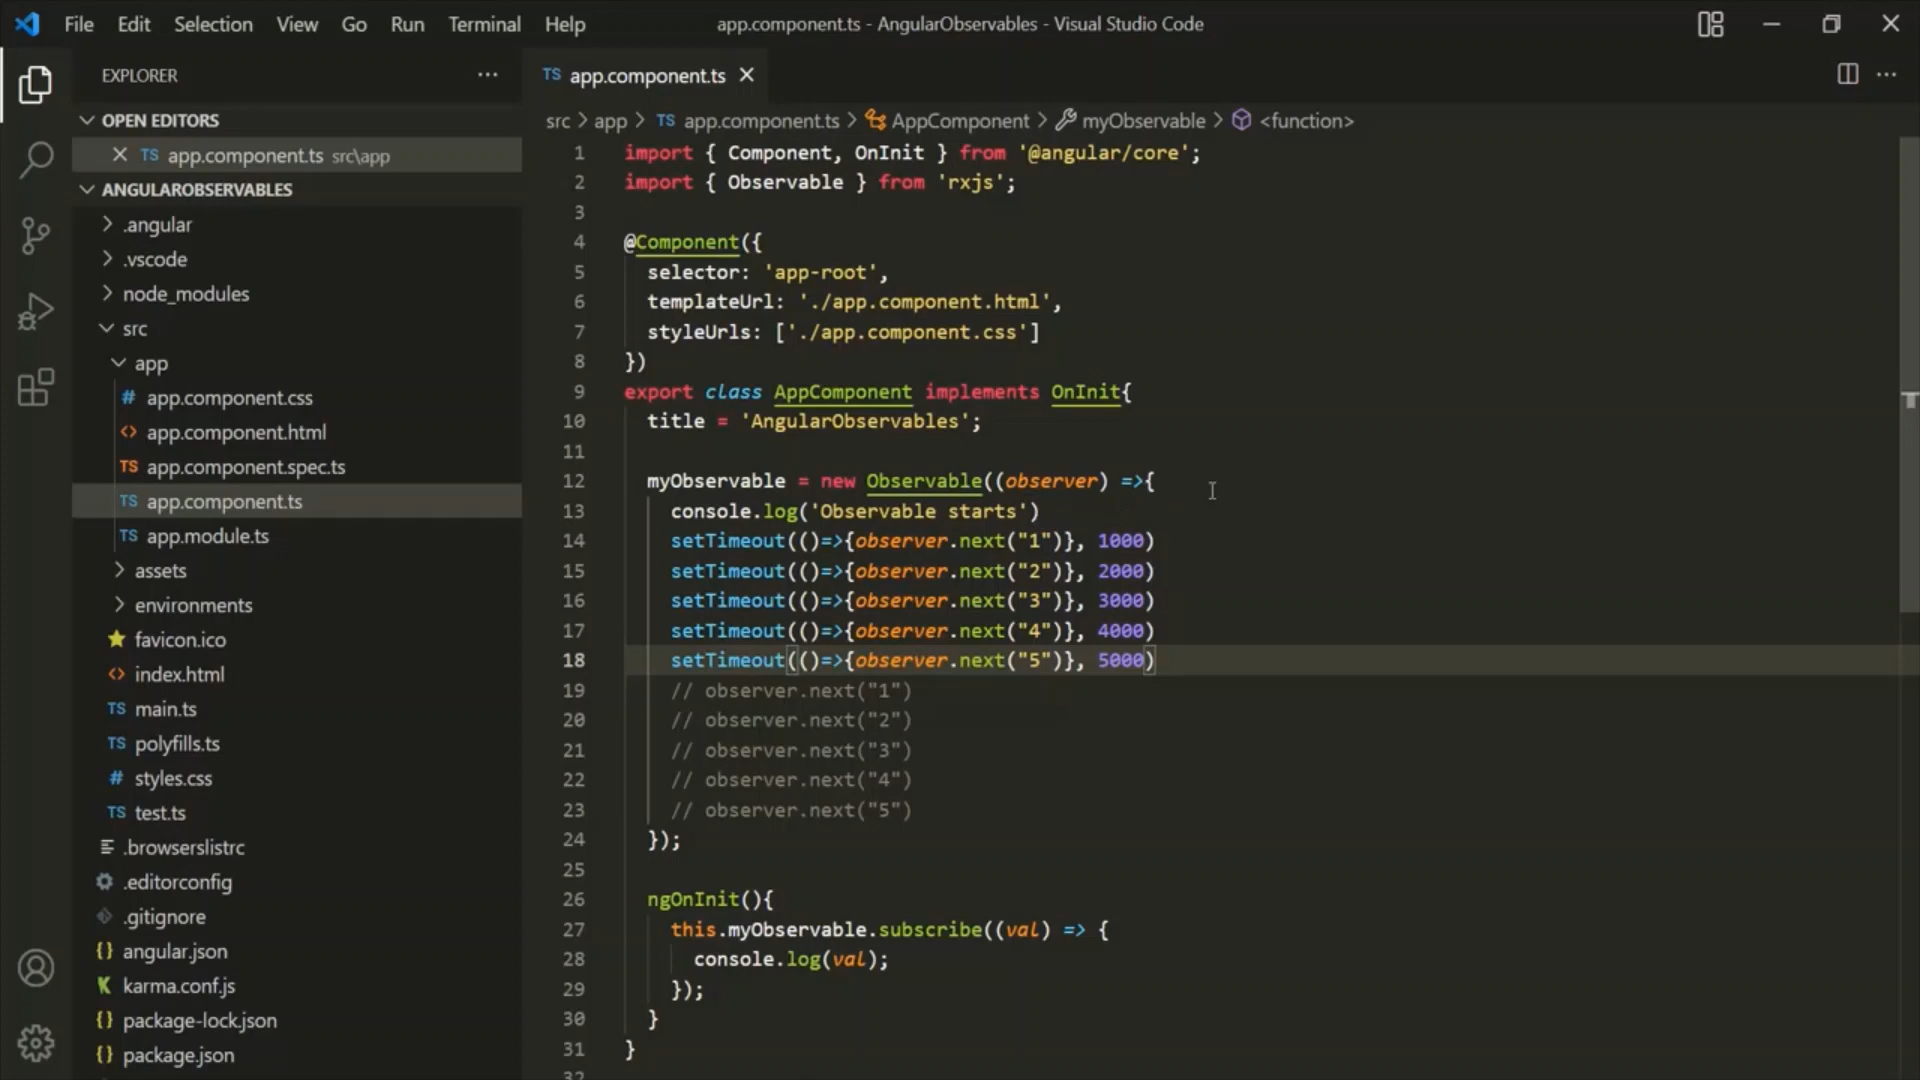 File Edit Selection View Go Run Terminal Help
app.component.ts - AngularObservables - Visual Studio Code
EXPLORER
OPEN EDITORS
TS app.component.ts src\app
ANGULAROBSERVABLES
.angular
.vscode
node_modules
src
app
# app.component.css
<> app.component.html
TS app.component.spec.ts
TS app.component.ts
TS app.module.ts
assets
environments
favicon.ico
<> index.html
TS main.ts
TS polyfills.ts
# styles.css
TS test.ts
.browserslistrc
.editorconfig
.gitignore
{} angular.json
K karma.conf.js
{} package-lock.json
{} package.json
TS app.component.ts
src > app > TS app.component.ts > AppComponent > myObservable > <function>
1 import { Component, OnInit } from '@angular/core';
2 import { Observable } from 'rxjs';
3
4 @Component({
5 selector: 'app-root',
6 templateUrl: './app.component.html',
7 styleUrls: ['./app.component.css']
8 })
9 export class AppComponent implements OnInit{
10 title = 'AngularObservables';
11
12 myObservable = new Observable((observer) =>{
13 console.log('Observable starts')
14 setTimeout(()=>{observer.next("1")}, 1000)
15 setTimeout(()=>{observer.next("2")}, 2000)
16 setTimeout(()=>{observer.next("3")}, 3000)
17 setTimeout(()=>{observer.next("4")}, 4000)
18 setTimeout(()=>{observer.next("5")}, 5000)
19 // observer.next("1")
20 // observer.next("2")
21 // observer.next("3")
22 // observer.next("4")
23 // observer.next("5")
24 });
25
26 ngOnInit(){
27 this.myObservable.subscribe((val) => {
28 console.log(val);
29 });
30 }
31 }
32